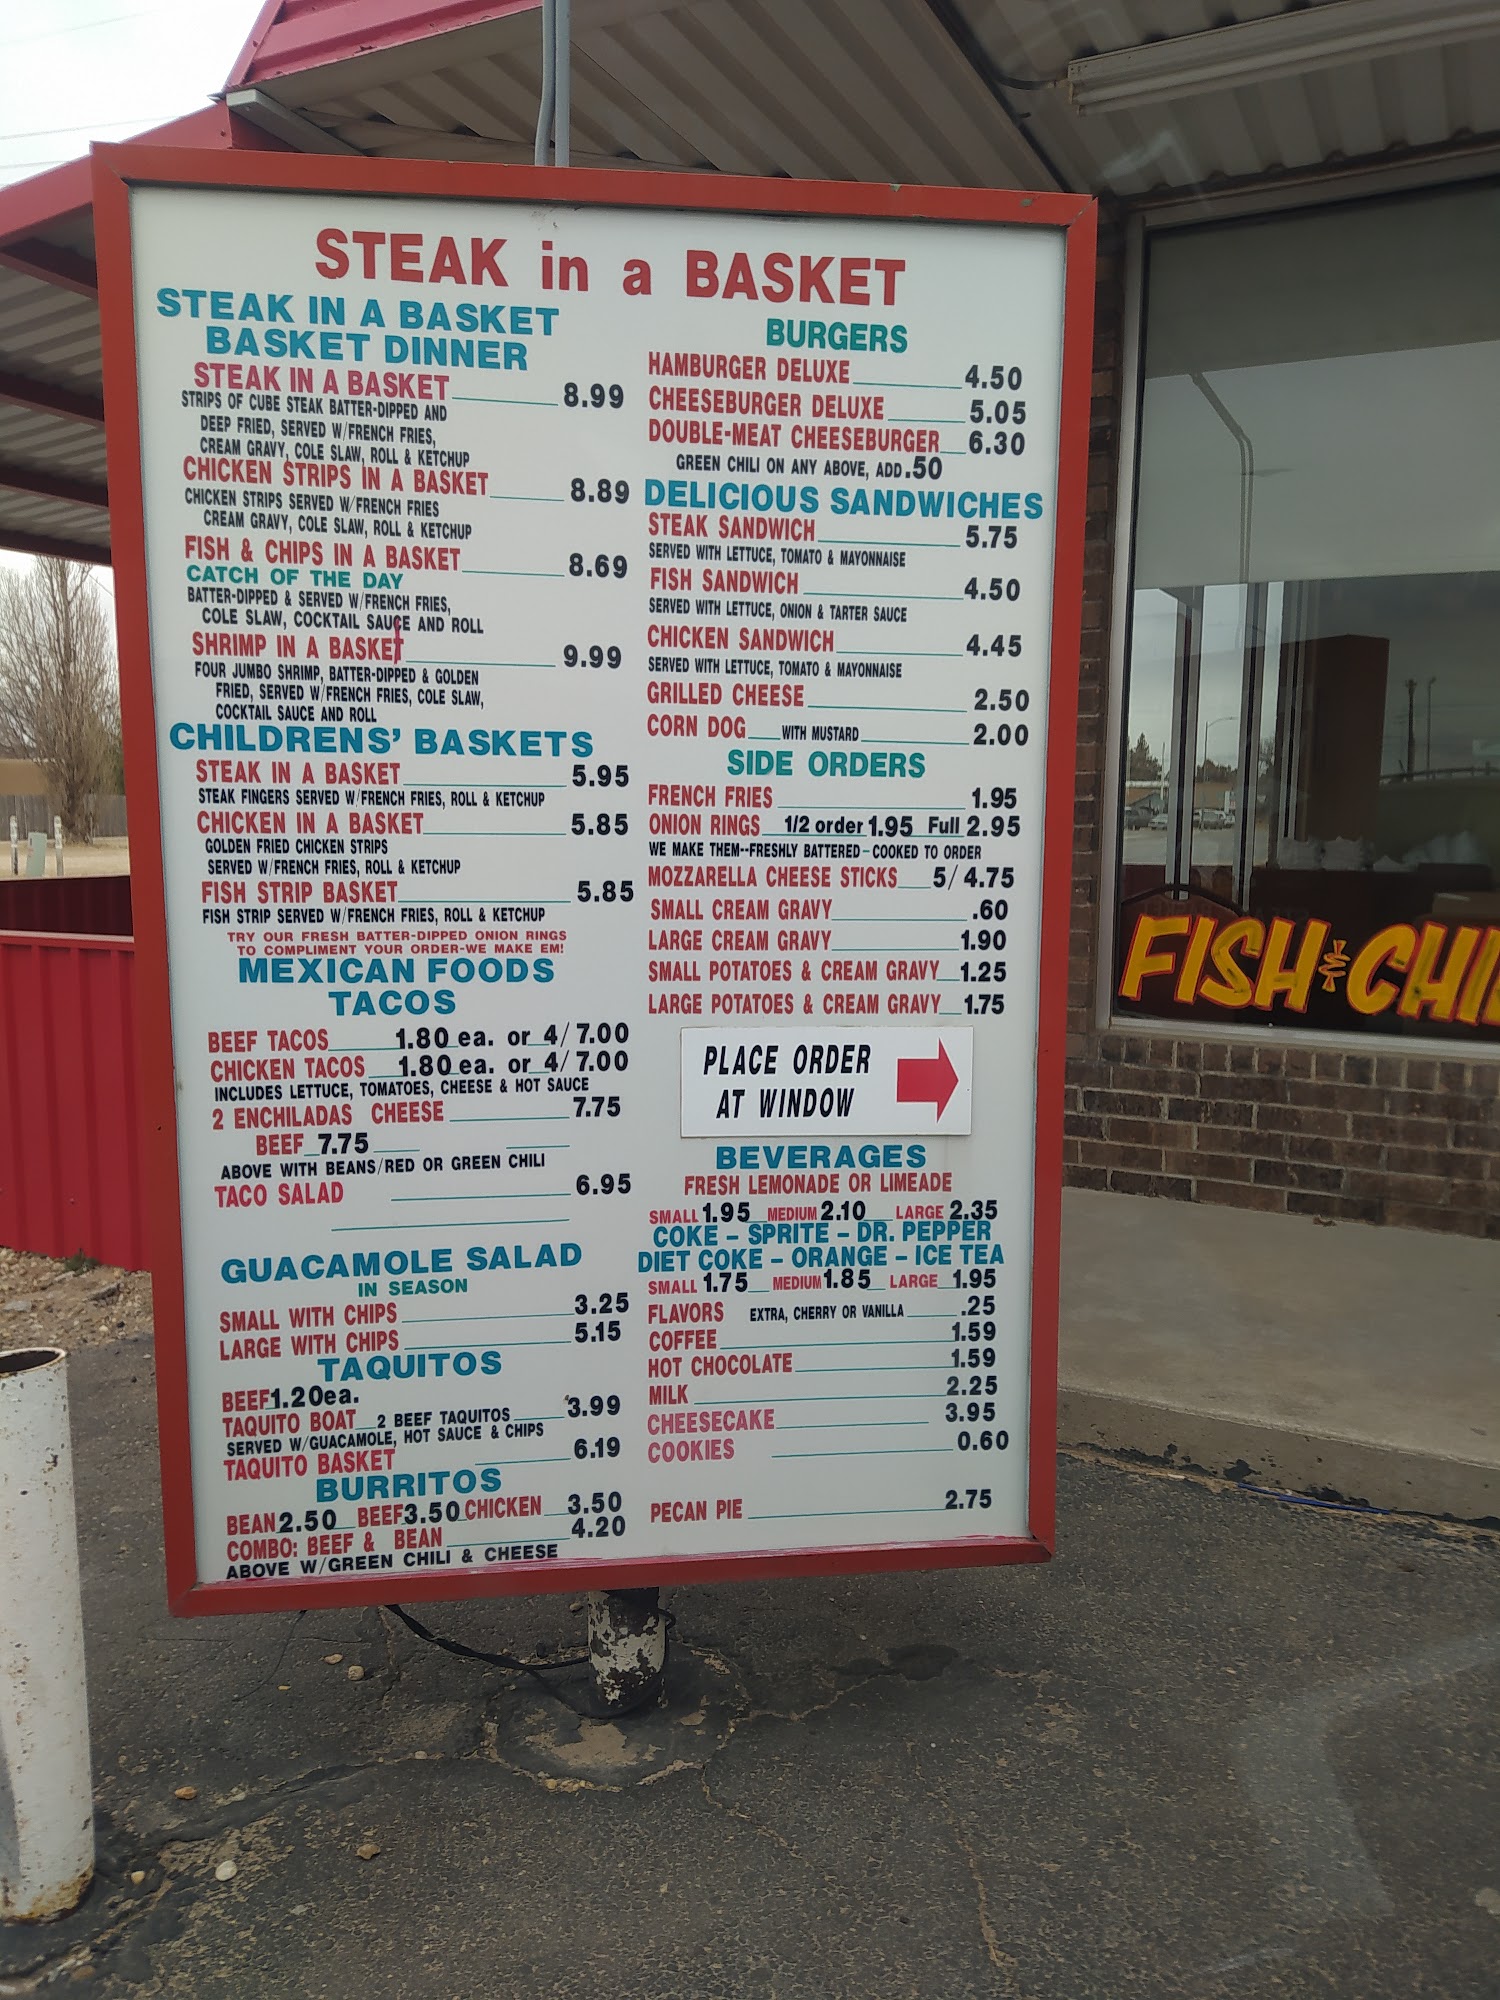 STEAK in a BASKET
STEAK IN A BASKET
BASKET DINNER
STEAK IN A BASKET 8.99
STRIPS OF CUBE STEAK BATTER-DIPPED AND
DEEP FRIED, SERVED W/FRENCH FRIES,
CREAM GRAVY, COLE SLAW, ROLL & KETCHUP
CHICKEN STRIPS IN A BASKET 8.89
CHICKEN STRIPS SERVED W/FRENCH FRIES
CREAM GRAVY, COLE SLAW, ROLL & KETCHUP
FISH & CHIPS IN A BASKET 8.69
CATCH OF THE DAY
BATTER-DIPPED & SERVED W/FRENCH FRIES,
COLE SLAW, COCKTAIL SAUCE AND ROLL
SHRIMP IN A BASKET 9.99
FOUR JUMBO SHRIMP, BATTER-DIPPED & GOLDEN
FRIED, SERVED W/FRENCH FRIES, COLE SLAW,
COCKTAIL SAUCE AND ROLL
CHILDRENS' BASKETS
STEAK IN A BASKET 5.95
STEAK FINGERS SERVED W/FRENCH FRIES, ROLL & KETCHUP
CHICKEN IN A BASKET 5.85
GOLDEN FRIED CHICKEN STRIPS
SERVED W/FRENCH FRIES, ROLL & KETCHUP
FISH STRIP BASKET 5.85
FISH STRIP SERVED W/FRENCH FRIES, ROLL & KETCHUP
TRY OUR FRESH BATTER-DIPPED ONION RINGS
TO COMPLIMENT YOUR ORDER-WE MAKE EM!
MEXICAN FOODS
TACOS
BEEF TACOS 1.80 ea. or 4/7.00
CHICKEN TACOS 1.80 ea. or 4/7.00
INCLUDES LETTUCE, TOMATOES, CHEESE & HOT SAUCE
2 ENCHILADAS CHEESE 7.75
BEEF 7.75
ABOVE WITH BEANS/RED OR GREEN CHILI
TACO SALAD 6.95
GUACAMOLE SALAD
IN SEASON
SMALL WITH CHIPS 3.25
LARGE WITH CHIPS 5.15
TAQUITOS
BEEF 1.20ea.
TAQUITO BOAT 2 BEEF TAQUITOS 3.99
SERVED W/GUACAMOLE, HOT SAUCE & CHIPS
TAQUITO BASKET 6.19
BURRITOS
BEAN 2.50 BEEF 3.50 CHICKEN 3.50
COMBO: BEEF & BEAN 4.20
ABOVE W/GREEN CHILI & CHEESE
BURGERS
HAMBURGER DELUXE 4.50
CHEESEBURGER DELUXE 5.05
DOUBLE-MEAT CHEESEBURGER 6.30
GREEN CHILI ON ANY ABOVE, ADD .50
DELICIOUS SANDWICHES
STEAK SANDWICH 5.75
SERVED WITH LETTUCE, TOMATO & MAYONNAISE
FISH SANDWICH 4.50
SERVED WITH LETTUCE, ONION & TARTER SAUCE
CHICKEN SANDWICH 4.45
SERVED WITH LETTUCE, TOMATO & MAYONNAISE
GRILLED CHEESE 2.50
CORN DOG WITH MUSTARD 2.00
SIDE ORDERS
FRENCH FRIES 1.95
ONION RINGS 1/2 order 1.95 Full 2.95
WE MAKE THEM--FRESHLY BATTERED-COOKED TO ORDER
MOZZARELLA CHEESE STICKS 5/ 4.75
SMALL CREAM GRAVY .60
LARGE CREAM GRAVY 1.90
SMALL POTATOES & CREAM GRAVY 1.25
LARGE POTATOES & CREAM GRAVY 1.75
PLACE ORDER
AT WINDOW
BEVERAGES
FRESH LEMONADE OR LIMEADE
SMALL 1.95 MEDIUM 2.10 LARGE 2.35
COKE - SPRITE - DR. PEPPER
DIET COKE - ORANGE - ICE TEA
SMALL 1.75 MEDIUM 1.85 LARGE 1.95
FLAVORS EXTRA, CHERRY OR VANILLA .25
COFFEE 1.59
HOT CHOCOLATE 1.59
MILK 2.25
CHEESECAKE 3.95
COOKIES 0.60
PECAN PIE 2.75
FISH & CHI